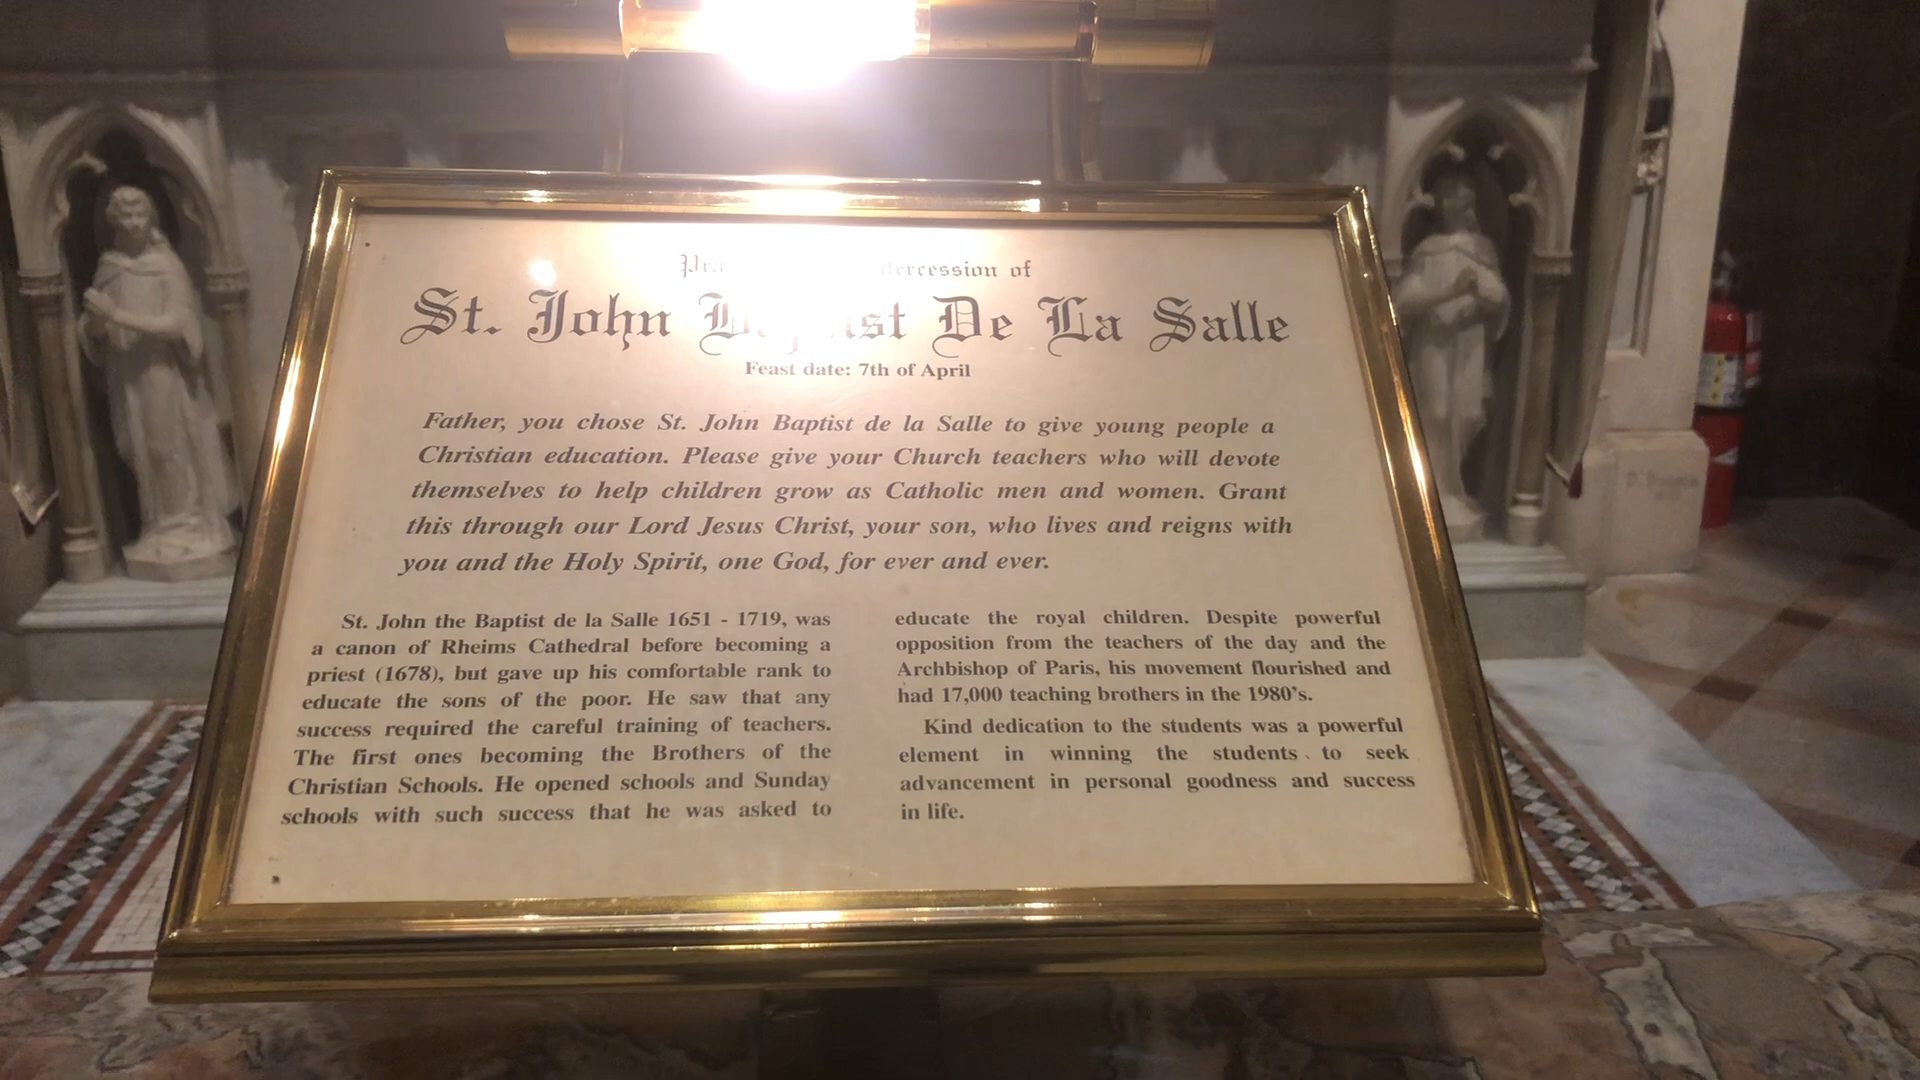 intercession of
St. John Baptist De La Salle
Feast date: 7th of April
Father, you chose St. John Baptist de la Salle to give young people a
Christian education. Please give your Church teachers who will devote
themselves to help children grow as Catholic men and women. Grant
this through our Lord Jesus Christ, your son, who lives and reigns with
you and the Holy Spirit, one God, for ever and ever.
St. John the Baptist de la Salle 1651 - 1719, was
a canon of Rheims Cathedral before becoming a
priest (1678), but gave up his comfortable rank to
educate the sons of the poor. He saw that any
success required the careful training of teachers.
The first ones becoming the Brothers of the
Christian Schools. He opened schools and Sunday
schools with such success that he was asked to
educate the royal children. Despite powerful
opposition from the teachers of the day and the
Archbishop of Paris, his movement flourished and
had 17,000 teaching brothers in the 1980's.
Kind dedication to the students was a powerful
element in winning the students to seek
advancement in personal goodness and success
in life.